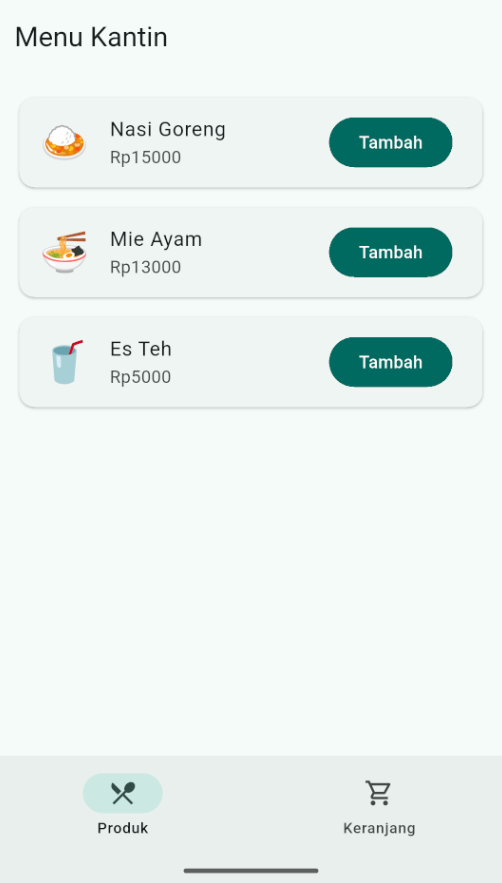 Menu Kantin
Nasi Goreng
Rp15000
Tambah
Mie Ayam
Rp13000
Tambah
Es Teh
Rp5000
Tambah
Produk
Keranjang